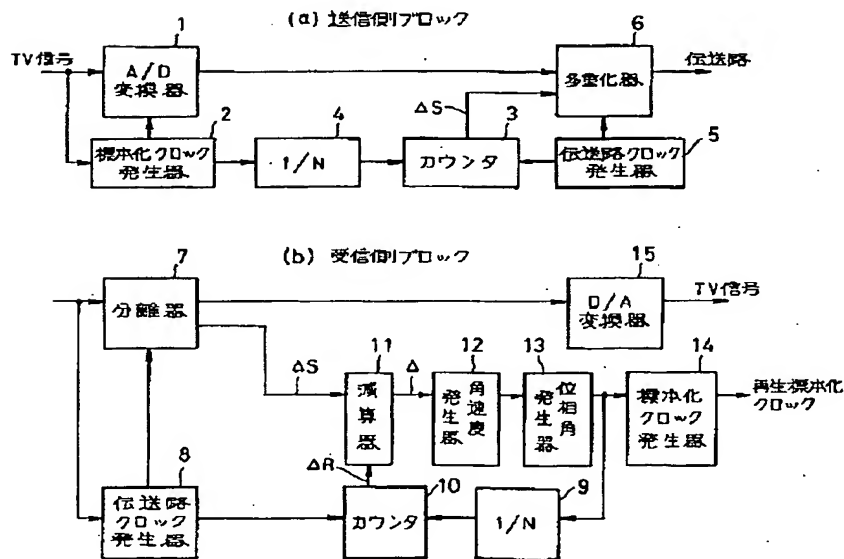 (a) 送信側ブロック
TV信号
1
A/D
変換器
2
標本化クロック
発生器
4
1/N
ΔS
3
カウンタ
6
多重化器
伝送路
5
伝送路クロック
発生器
(b) 受信側ブロック
7
分離器
8
伝送路
クロック
発生器
ΔS
11
減算器
Δ
ΔR
10
カウンタ
12
角速度
発生器
13
位相角
発生器
9
1/N
15
D/A
変換器
TV信号
14
標本化
クロック
発生器
再生標本化
クロック